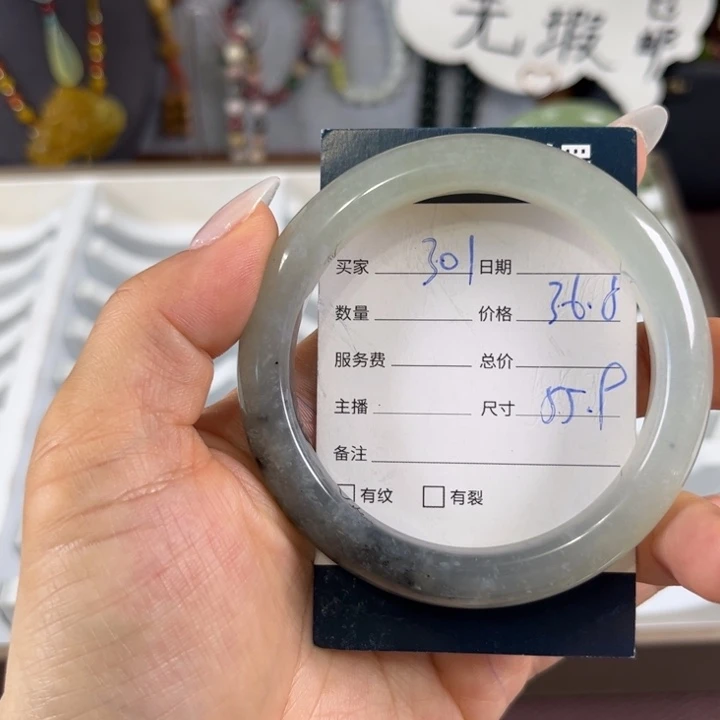 无瑕
买家 301 日期
数量 价格 36.8
服务费 总价
主播 尺寸 55.9
备注
有纹 有裂